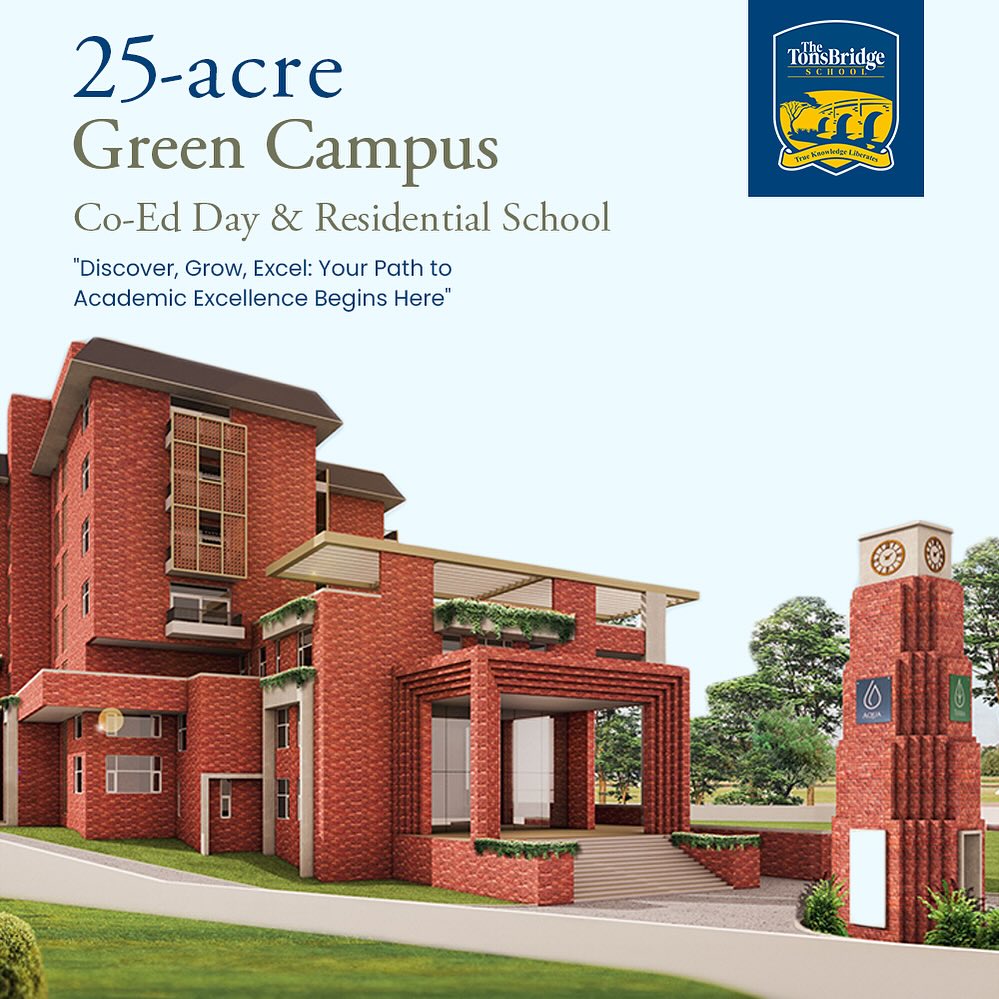 25-acre
Green Campus
Co-Ed Day & Residential School
"Discover, Grow, Excel: Your Path to
Academic Excellence Begins Here"
The
TonsBridge
SCHOOL
True Knowledge Liberates
AQUA